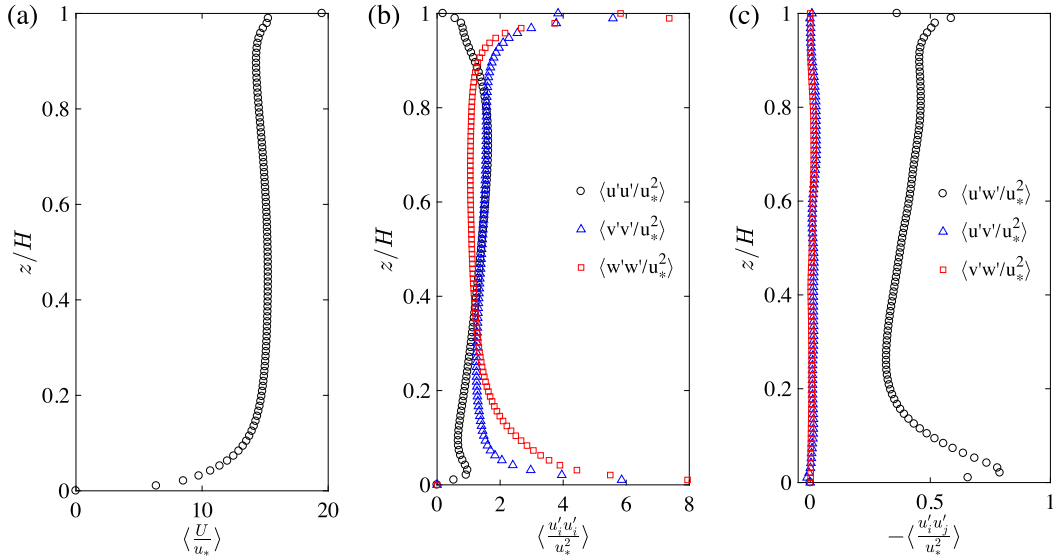 (a)
1
0.8
0.6
0.4
0.2
0
z/H
0 10 20
⟨U/u*⟩
(b)
1
0.8
0.6
0.4
0.2
0
z/H
⟨u'u'/u*²⟩
⟨v'v'/u*²⟩
⟨w'w'/u*²⟩
0 2 4 6 8
⟨u'ᵢu'ᵢ/u*²⟩
(c)
1
0.8
0.6
0.4
0.2
0
z/H
⟨u'w'/u*²⟩
⟨u'v'/u*²⟩
⟨v'w'/u*²⟩
0 0.5 1
−⟨u'ᵢu'ⱼ/u*²⟩